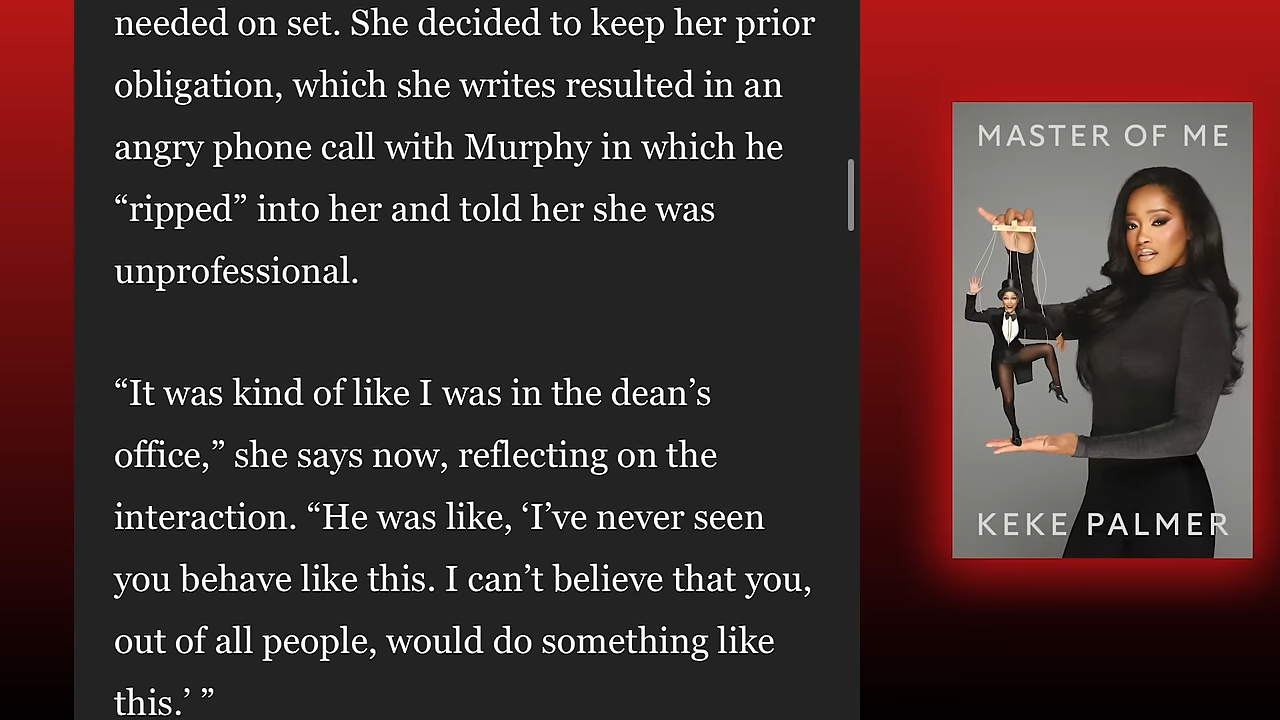 needed on set. She decided to keep her prior
obligation, which she writes resulted in an
angry phone call with Murphy in which he
“ripped” into her and told her she was
unprofessional.
“It was kind of like I was in the dean’s
office,” she says now, reflecting on the
interaction. “He was like, ‘I’ve never seen
you behave like this. I can’t believe that you,
out of all people, would do something like
this.’ ”
MASTER OF ME
KEKE PALMER